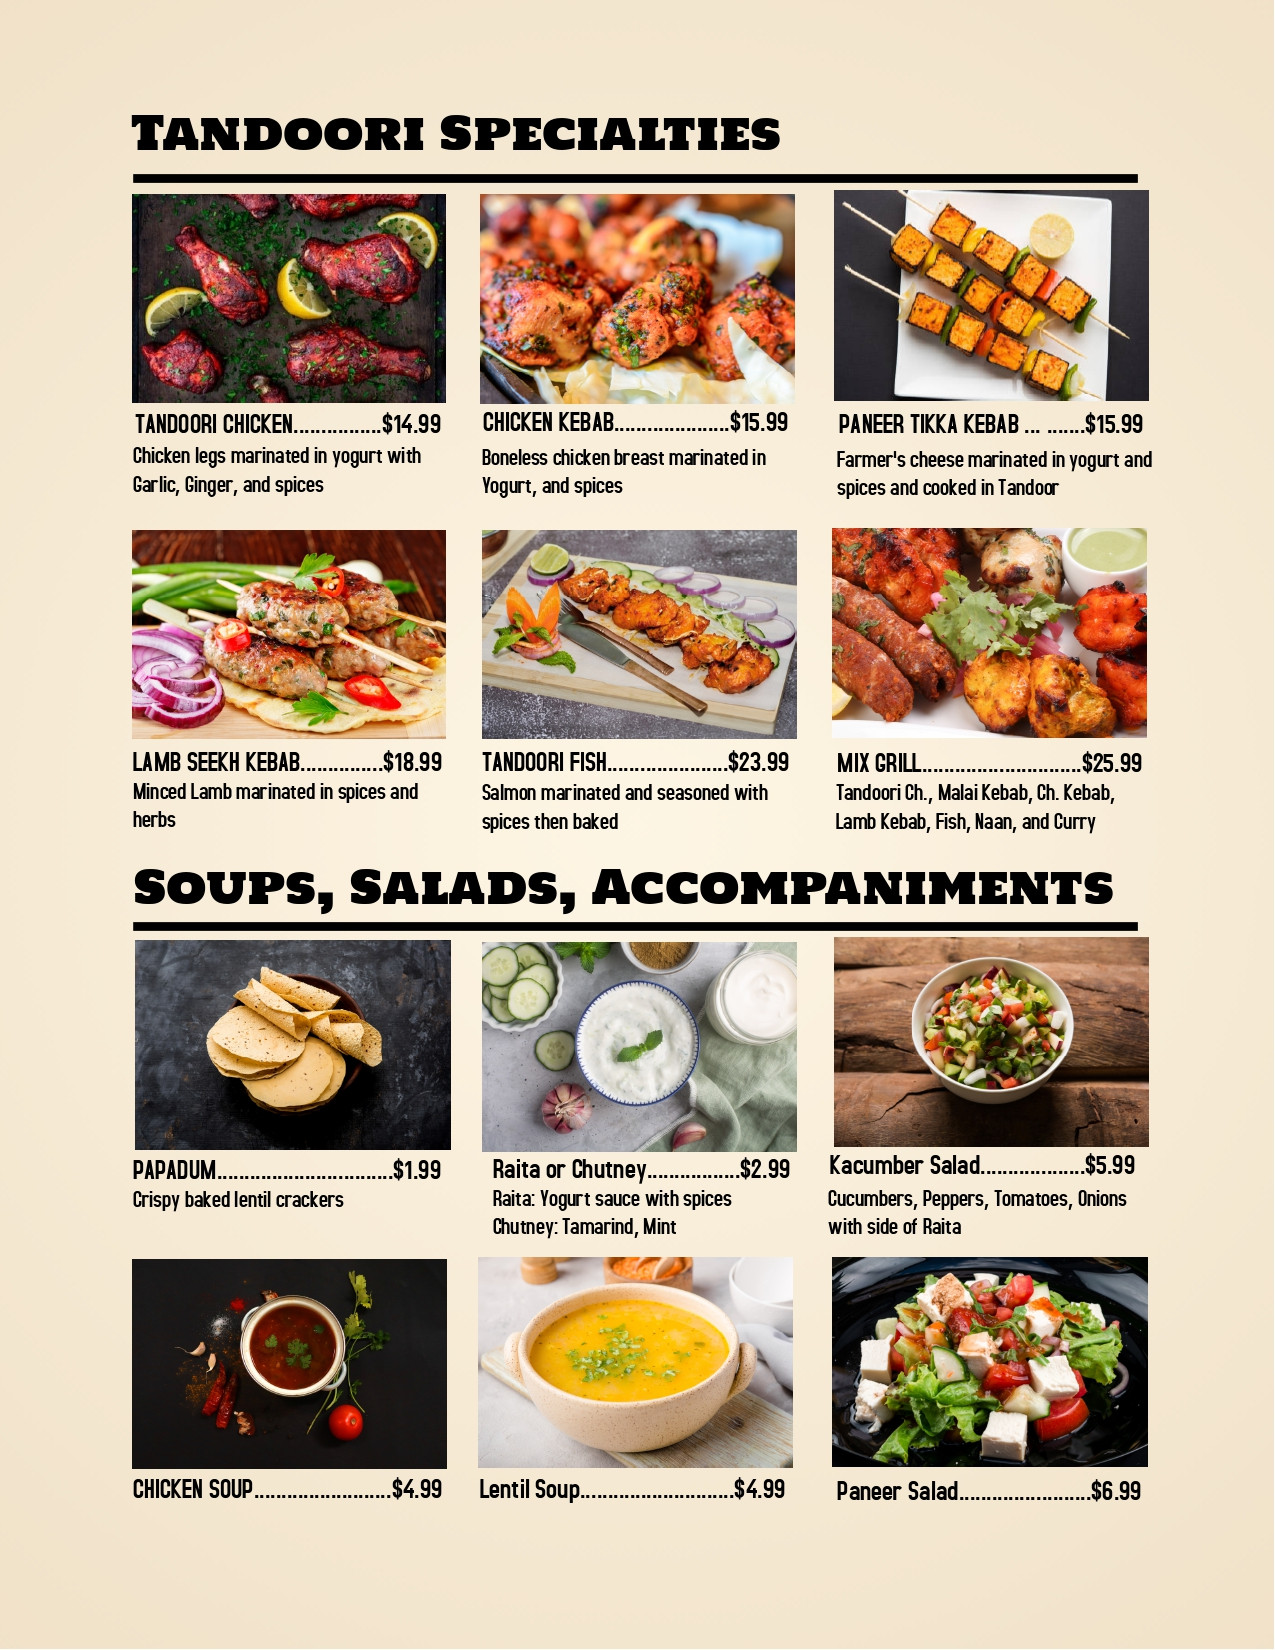 Tandoori Specialties
TANDOORI CHICKEN................$14.99
Chicken legs marinated in yogurt with
Garlic, Ginger, and spices
CHICKEN KEBAB.....................$15.99
Boneless chicken breast marinated in
Yogurt, and spices
PANEER TIKKA KEBAB ... .......$15.99
Farmer's cheese marinated in yogurt and
spices and cooked in Tandoor
LAMB SEEKH KEBAB...............$18.99
Minced Lamb marinated in spices and
herbs
TANDOORI FISH......................$23.99
Salmon marinated and seasoned with
spices then baked
MIX GRILL.............................$25.99
Tandoori Ch., Malai Kebab, Ch. Kebab,
Lamb Kebab, Fish, Naan, and Curry
Soups, Salads, Accompaniments
PAPADUM................................$1.99
Crispy baked lentil crackers
Raita or Chutney.................$2.99
Raita: Yogurt sauce with spices
Chutney: Tamarind, Mint
Kacumber Salad...................$5.99
Cucumbers, Peppers, Tomatoes, Onions
with side of Raita
CHICKEN SOUP.........................$4.99
Lentil Soup............................$4.99
Paneer Salad........................$6.99